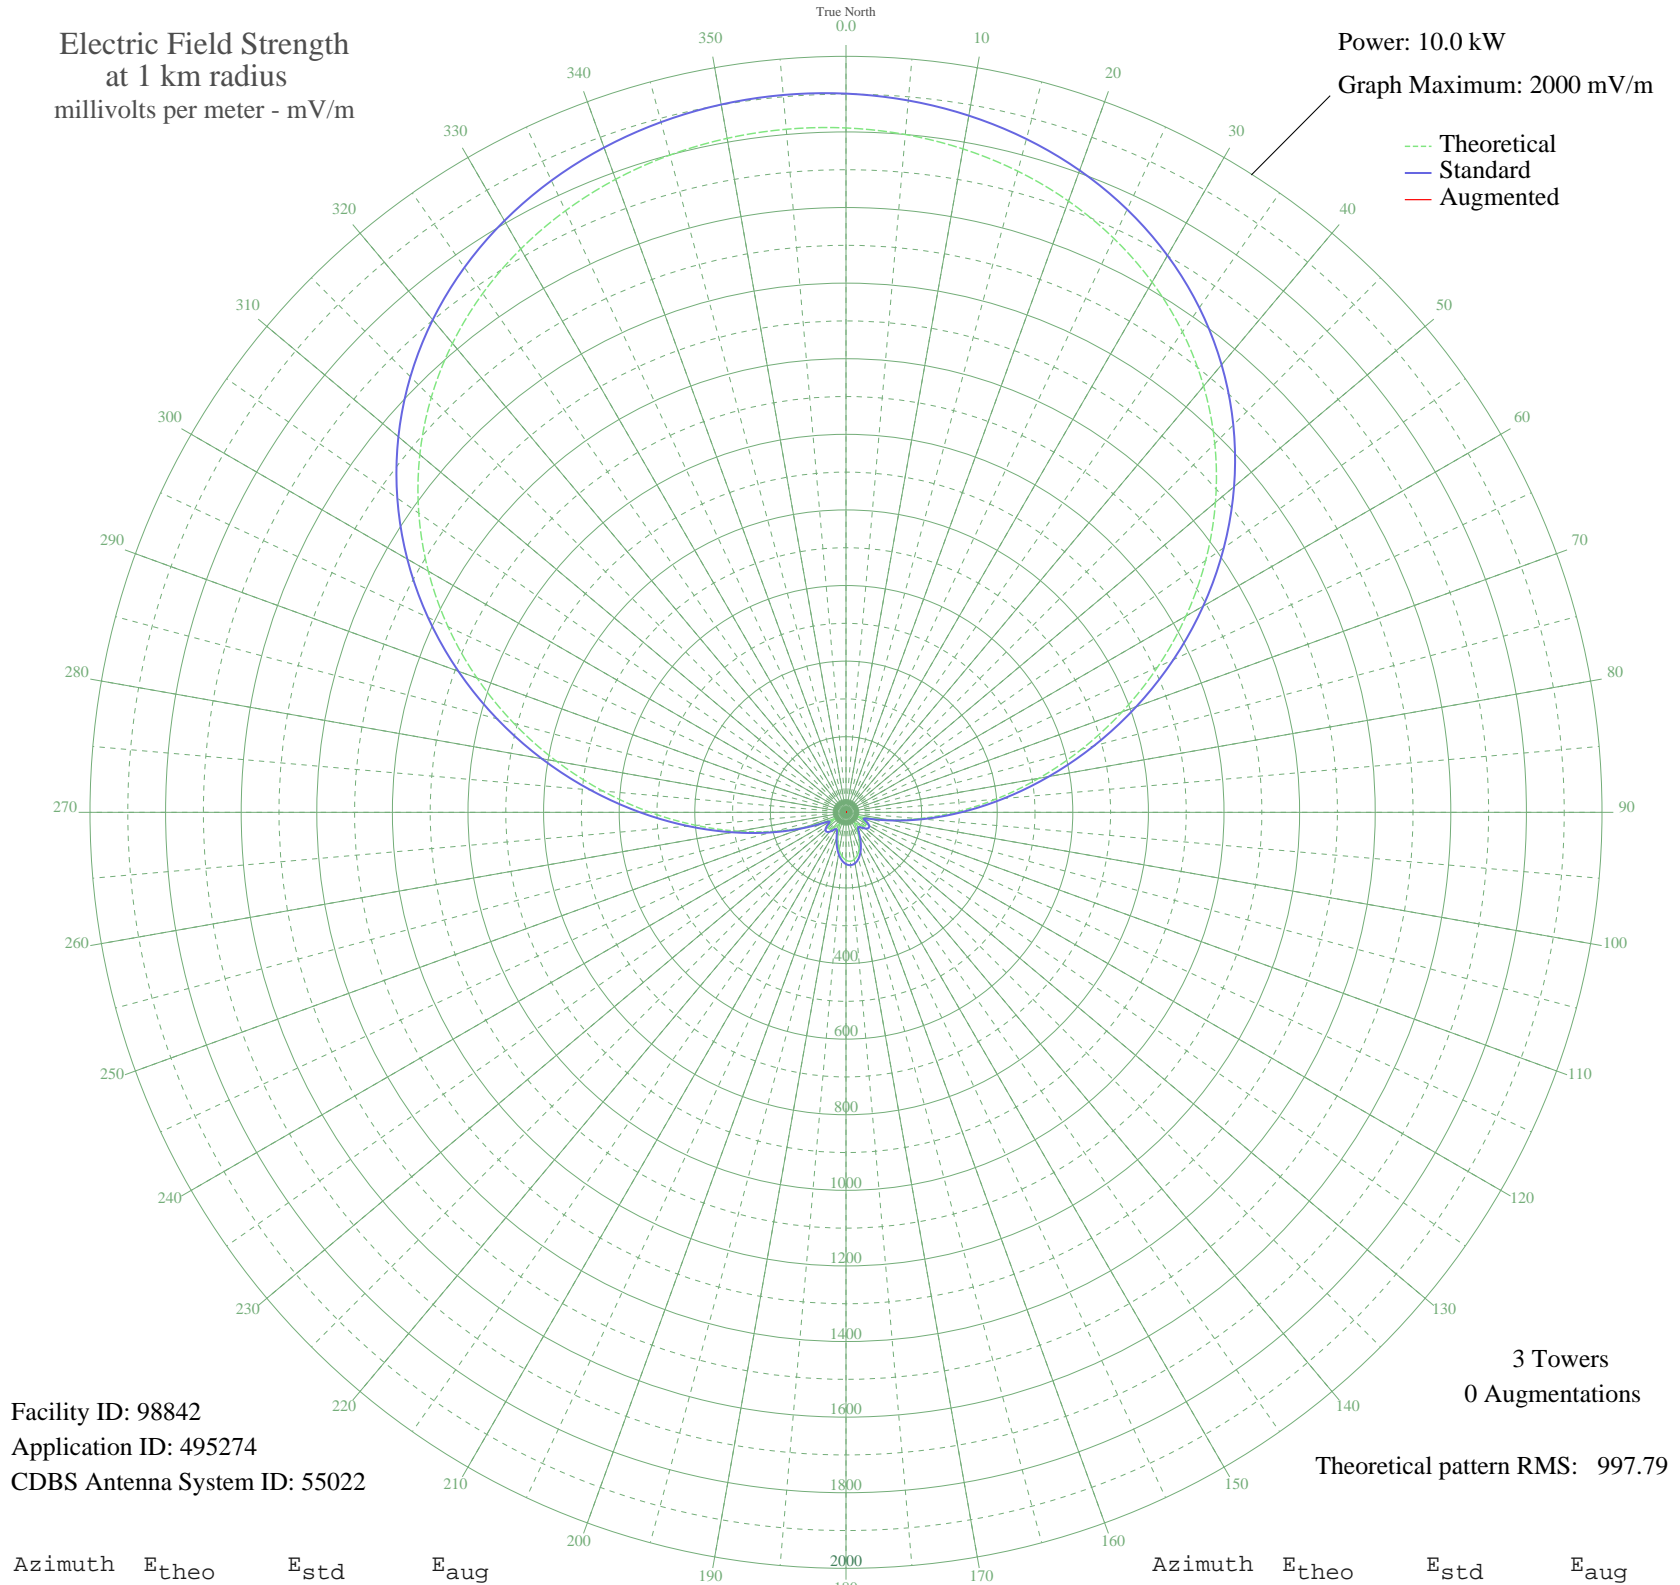 True North
0.0
Electric Field Strength
at 1 km radius
millivolts per meter - mV/m
Power: 10.0 kW
Graph Maximum: 2000 mV/m
Theoretical
Standard
Augmented
10
20
30
40
50
60
70
80
90
100
110
120
130
140
150
160
170
190
200
210
220
230
240
250
260
270
280
290
300
310
320
330
340
350
400
600
800
1000
1200
1400
1600
1800
2000
3 Towers
0 Augmentations
Facility ID: 98842
Application ID: 495274
CDBS Antenna System ID: 55022
Theoretical pattern RMS: 997.79
Azimuth Etheo Estd Eaug Azimuth Etheo Estd Eaug